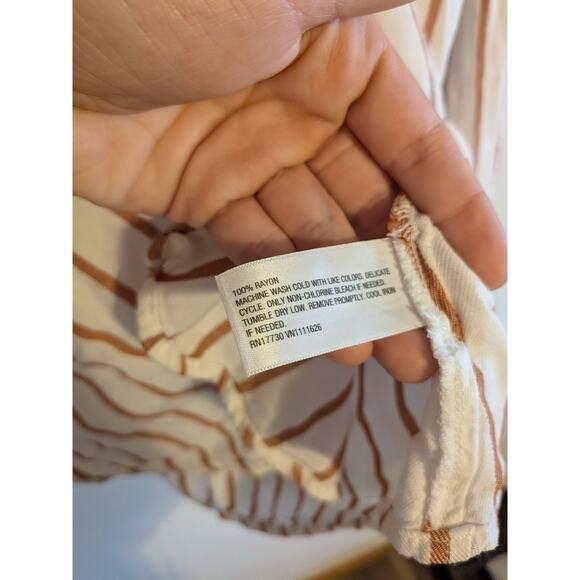 100% RAYON
MACHINE WASH COLD WITH LIKE COLORS. DELICATE
CYCLE. ONLY NON-CHLORINE BLEACH IF NEEDED.
TUMBLE DRY LOW. REMOVE PROMPTLY. COOL IRON
IF NEEDED.
RN17730 VN1111626